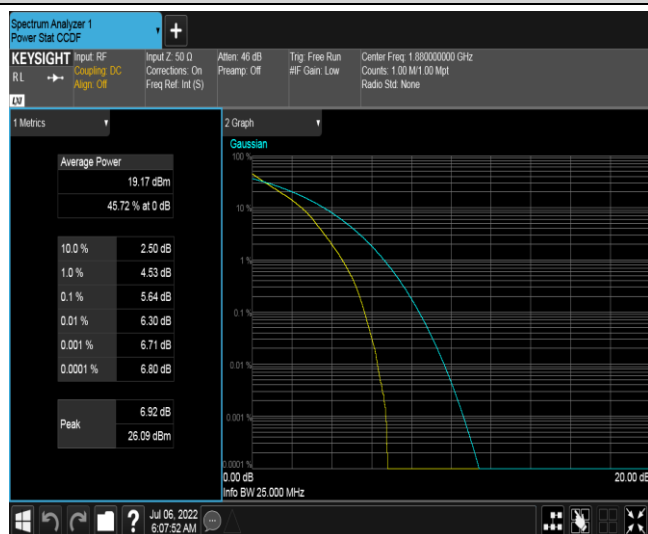 Spectrum Analyzer 1
Power Stat CCDF
+
KEYSIGHT
RL
LXI
Input: RF
Coupling: DC
Align: Off
Input Z: 50 Ω
Corrections: On
Freq Ref: Int (S)
Atten: 46 dB
Preamp: Off
Trig: Free Run
#IF Gain: Low
Center Freq: 1.880000000 GHz
Counts: 1.00 M/1.00 Mpt
Radio Std: None
1 Metrics
Average Power
19.17 dBm
45.72 % at 0 dB
10.0 % 2.50 dB
1.0 % 4.53 dB
0.1 % 5.64 dB
0.01 % 6.30 dB
0.001 % 6.71 dB
0.0001 % 6.80 dB
Peak
6.92 dB
26.09 dBm
2 Graph
Gaussian
100 %
10 %
1 %
0.1 %
0.01 %
0.001 %
0.0001 %
0.00 dB 20.00 dB
Info BW 25.000 MHz
?
Jul 06, 2022
6:07:52 AM